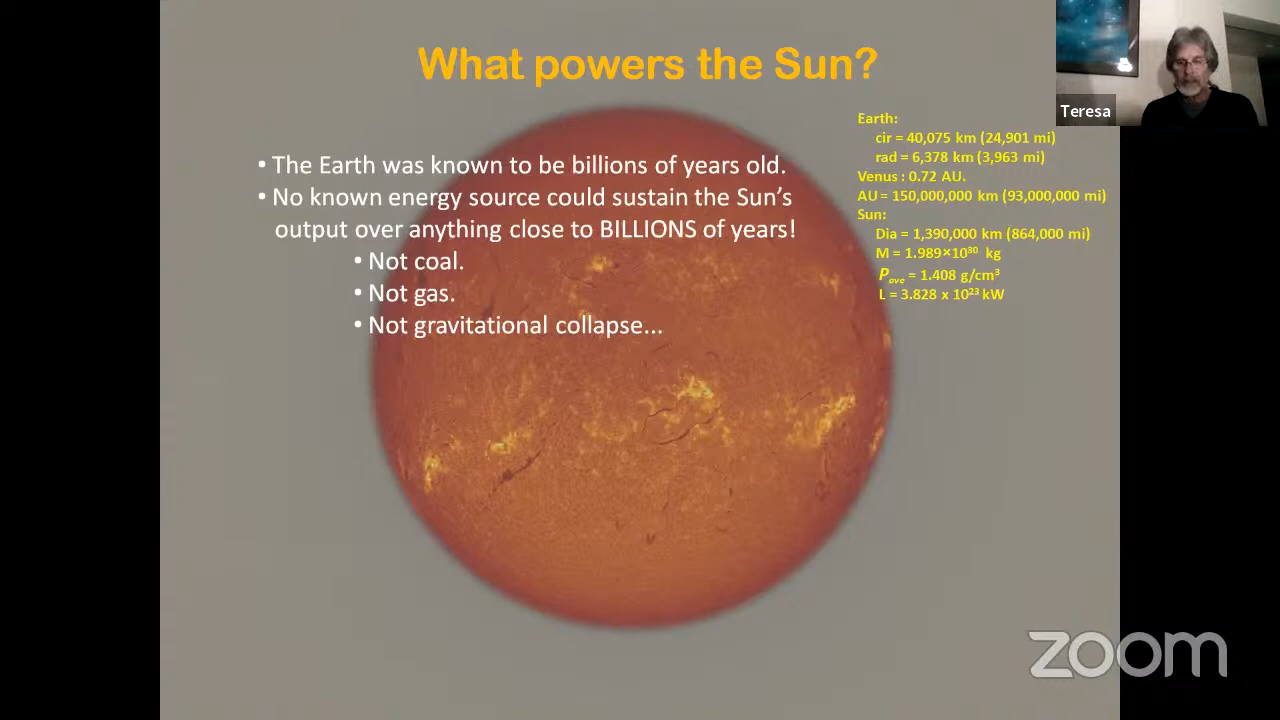 What powers the Sun?
• The Earth was known to be billions of years old.
• No known energy source could sustain the Sun's
output over anything close to BILLIONS of years!
• Not coal.
• Not gas.
• Not gravitational collapse...
Earth:
cir = 40,075 km (24,901 mi)
rad = 6,378 km (3,963 mi)
Venus : 0.72 AU.
AU = 150,000,000 km (93,000,000 mi)
Sun:
Dia = 1,390,000 km (864,000 mi)
M = 1.989×10³⁰ kg
Pₐᵥₑ = 1.408 g/cm³
L = 3.828 x 10²³ kW
Teresa
zoom